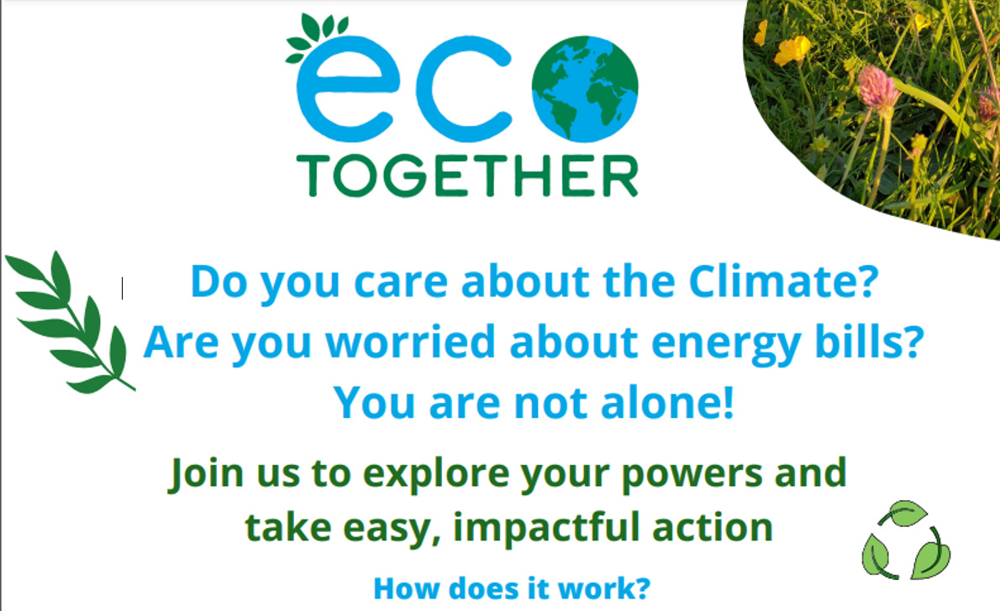 eco
TOGETHER
Do you care about the Climate?
Are you worried about energy bills?
You are not alone!
Join us to explore your powers and
take easy, impactful action
How does it work?